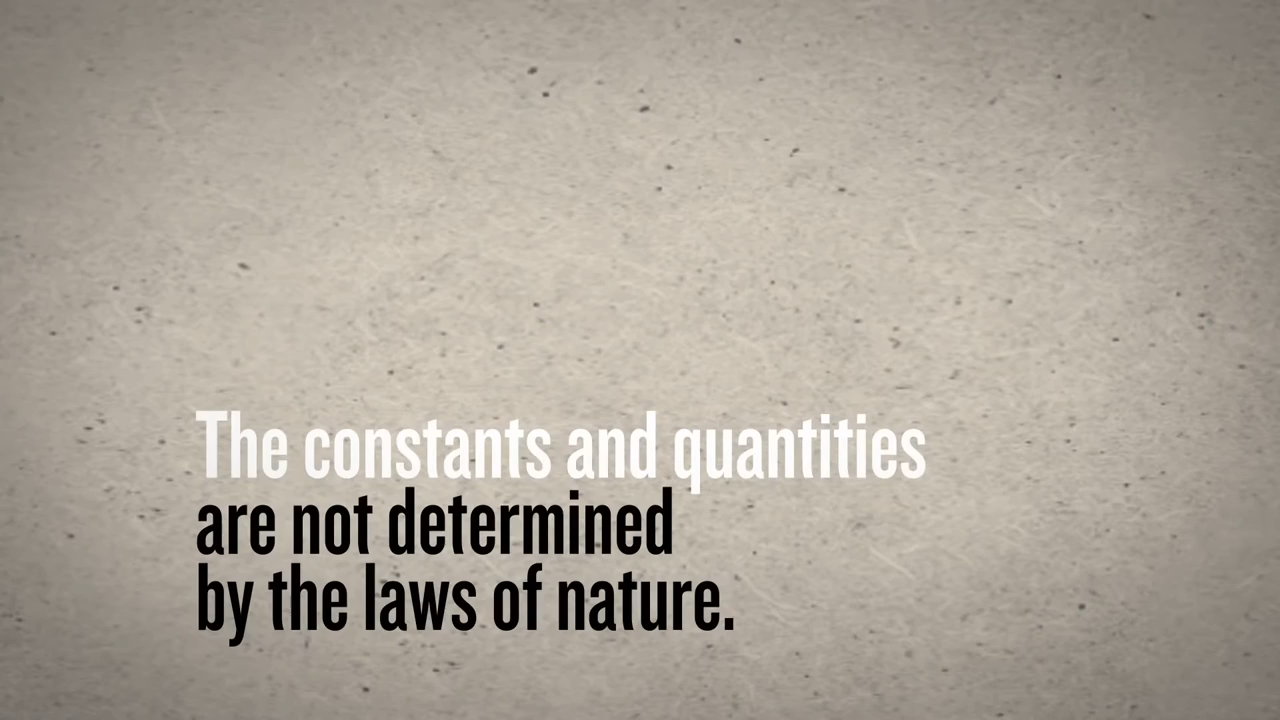 The constants and quantities
are not determined
by the laws of nature.